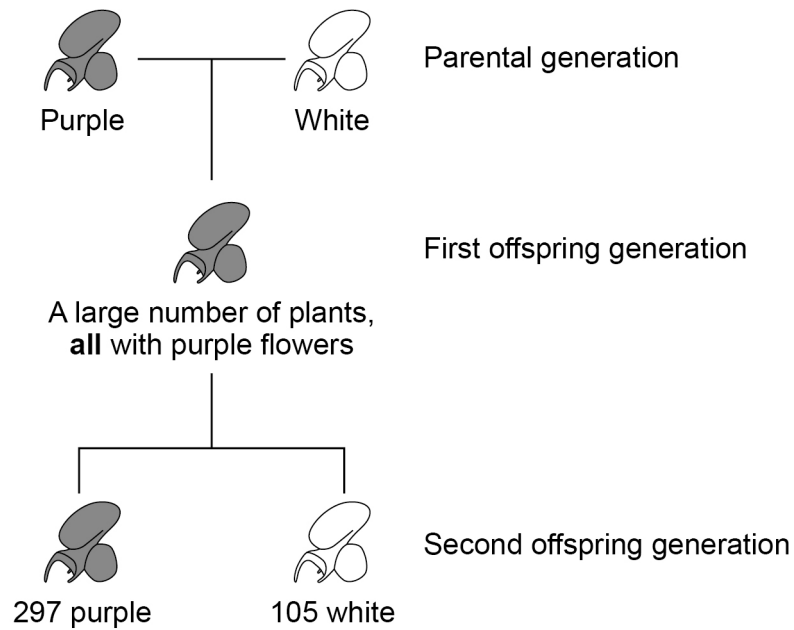 Parental generation
Purple
White
First offspring generation
A large number of plants,
all with purple flowers
Second offspring generation
297 purple
105 white